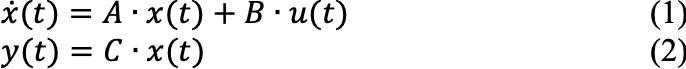 ẋ(t) = A · x(t) + B · u(t) (1)
y(t) = C · x(t) (2)